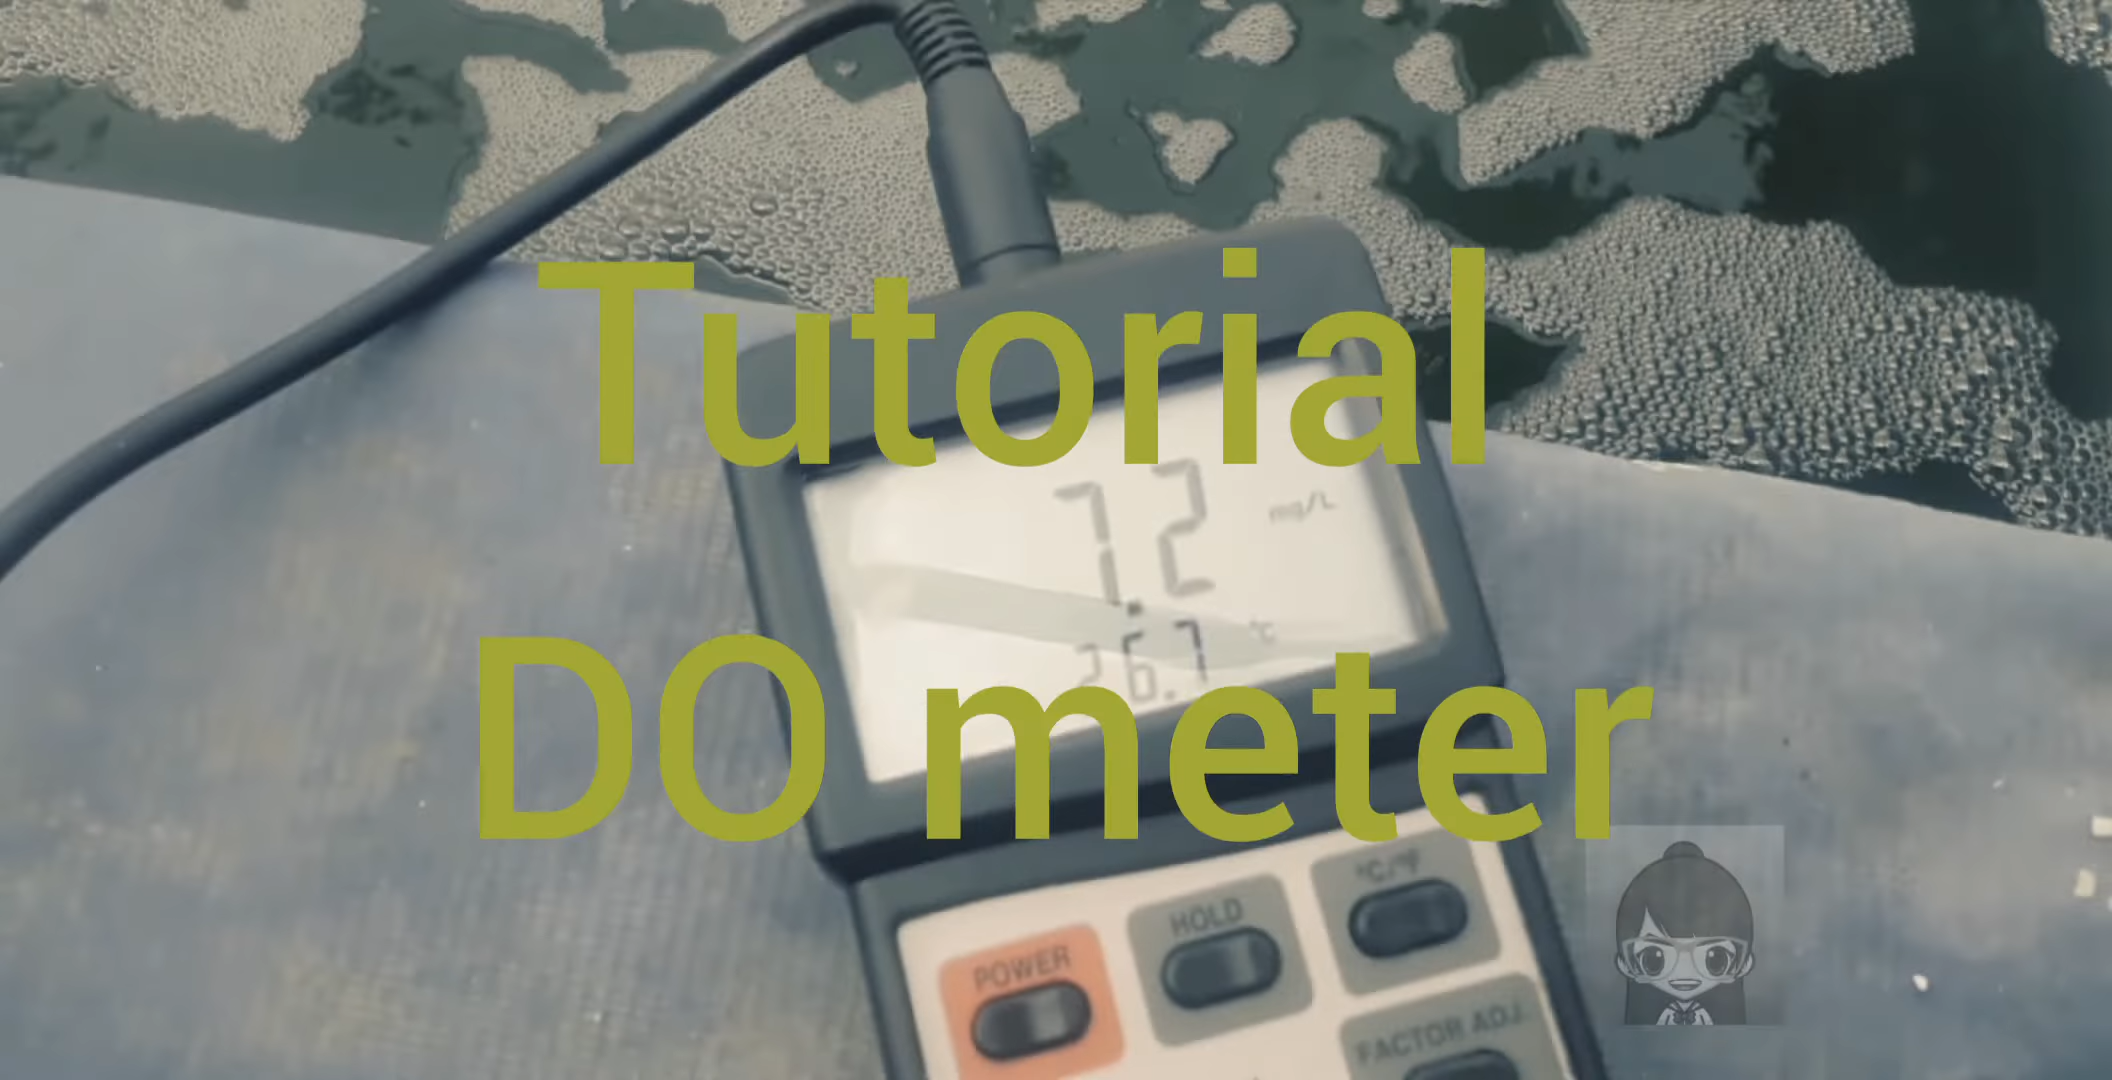 Tutorial
7.2 mg/L
26.7 °C
DO meter
POWER
HOLD
°C/°F
FACTOR ADJ.